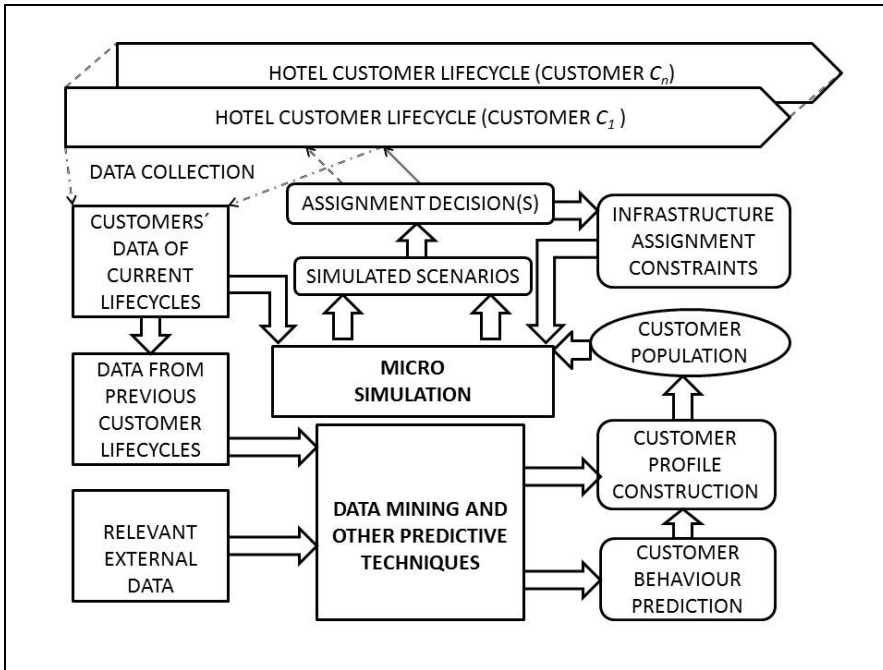 HOTEL CUSTOMER LIFECYCLE (CUSTOMER Cn)
HOTEL CUSTOMER LIFECYCLE (CUSTOMER C1 )
DATA COLLECTION
ASSIGNMENT DECISION(S)
INFRASTRUCTURE
ASSIGNMENT
CONSTRAINTS
CUSTOMERS´
DATA OF
CURRENT
LIFECYCLES
SIMULATED SCENARIOS
CUSTOMER
POPULATION
MICRO
SIMULATION
DATA FROM
PREVIOUS
CUSTOMER
LIFECYCLES
CUSTOMER
PROFILE
CONSTRUCTION
DATA MINING AND
OTHER PREDICTIVE
TECHNIQUES
RELEVANT
EXTERNAL
DATA
CUSTOMER
BEHAVIOUR
PREDICTION